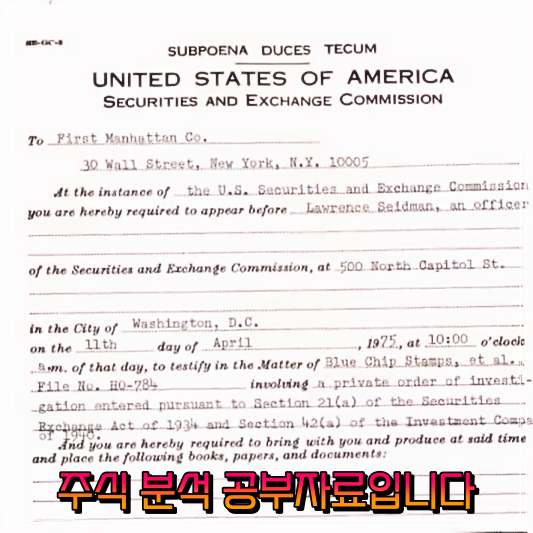 SE-GC-3
SUBPOENA DUCES TECUM
UNITED STATES OF AMERICA
SECURITIES AND EXCHANGE COMMISSION
To First Manhattan Co.
30 Wall Street, New York, N.Y. 10005
At the instance of the U.S. Securities and Exchange Commission
you are hereby required to appear before Lawrence Seidman, an officer
of the Securities and Exchange Commission, at 500 North Capitol St.
in the City of Washington, D.C.
on the 11th day of April , 1975, at 10:00 o'clock
a.m. of that day, to testify in the Matter of Blue Chip Stamps, et al.,
File No. HO-784 involving a private order of investi-
gation entered pursuant to Section 21(a) of the Securities
Exchange Act of 1934 and Section 42(a) of the Investment Compa
of 1940.
And you are hereby required to bring with you and produce at said time
and place the following books, papers, and documents:
주식 분석 공부자료입니다